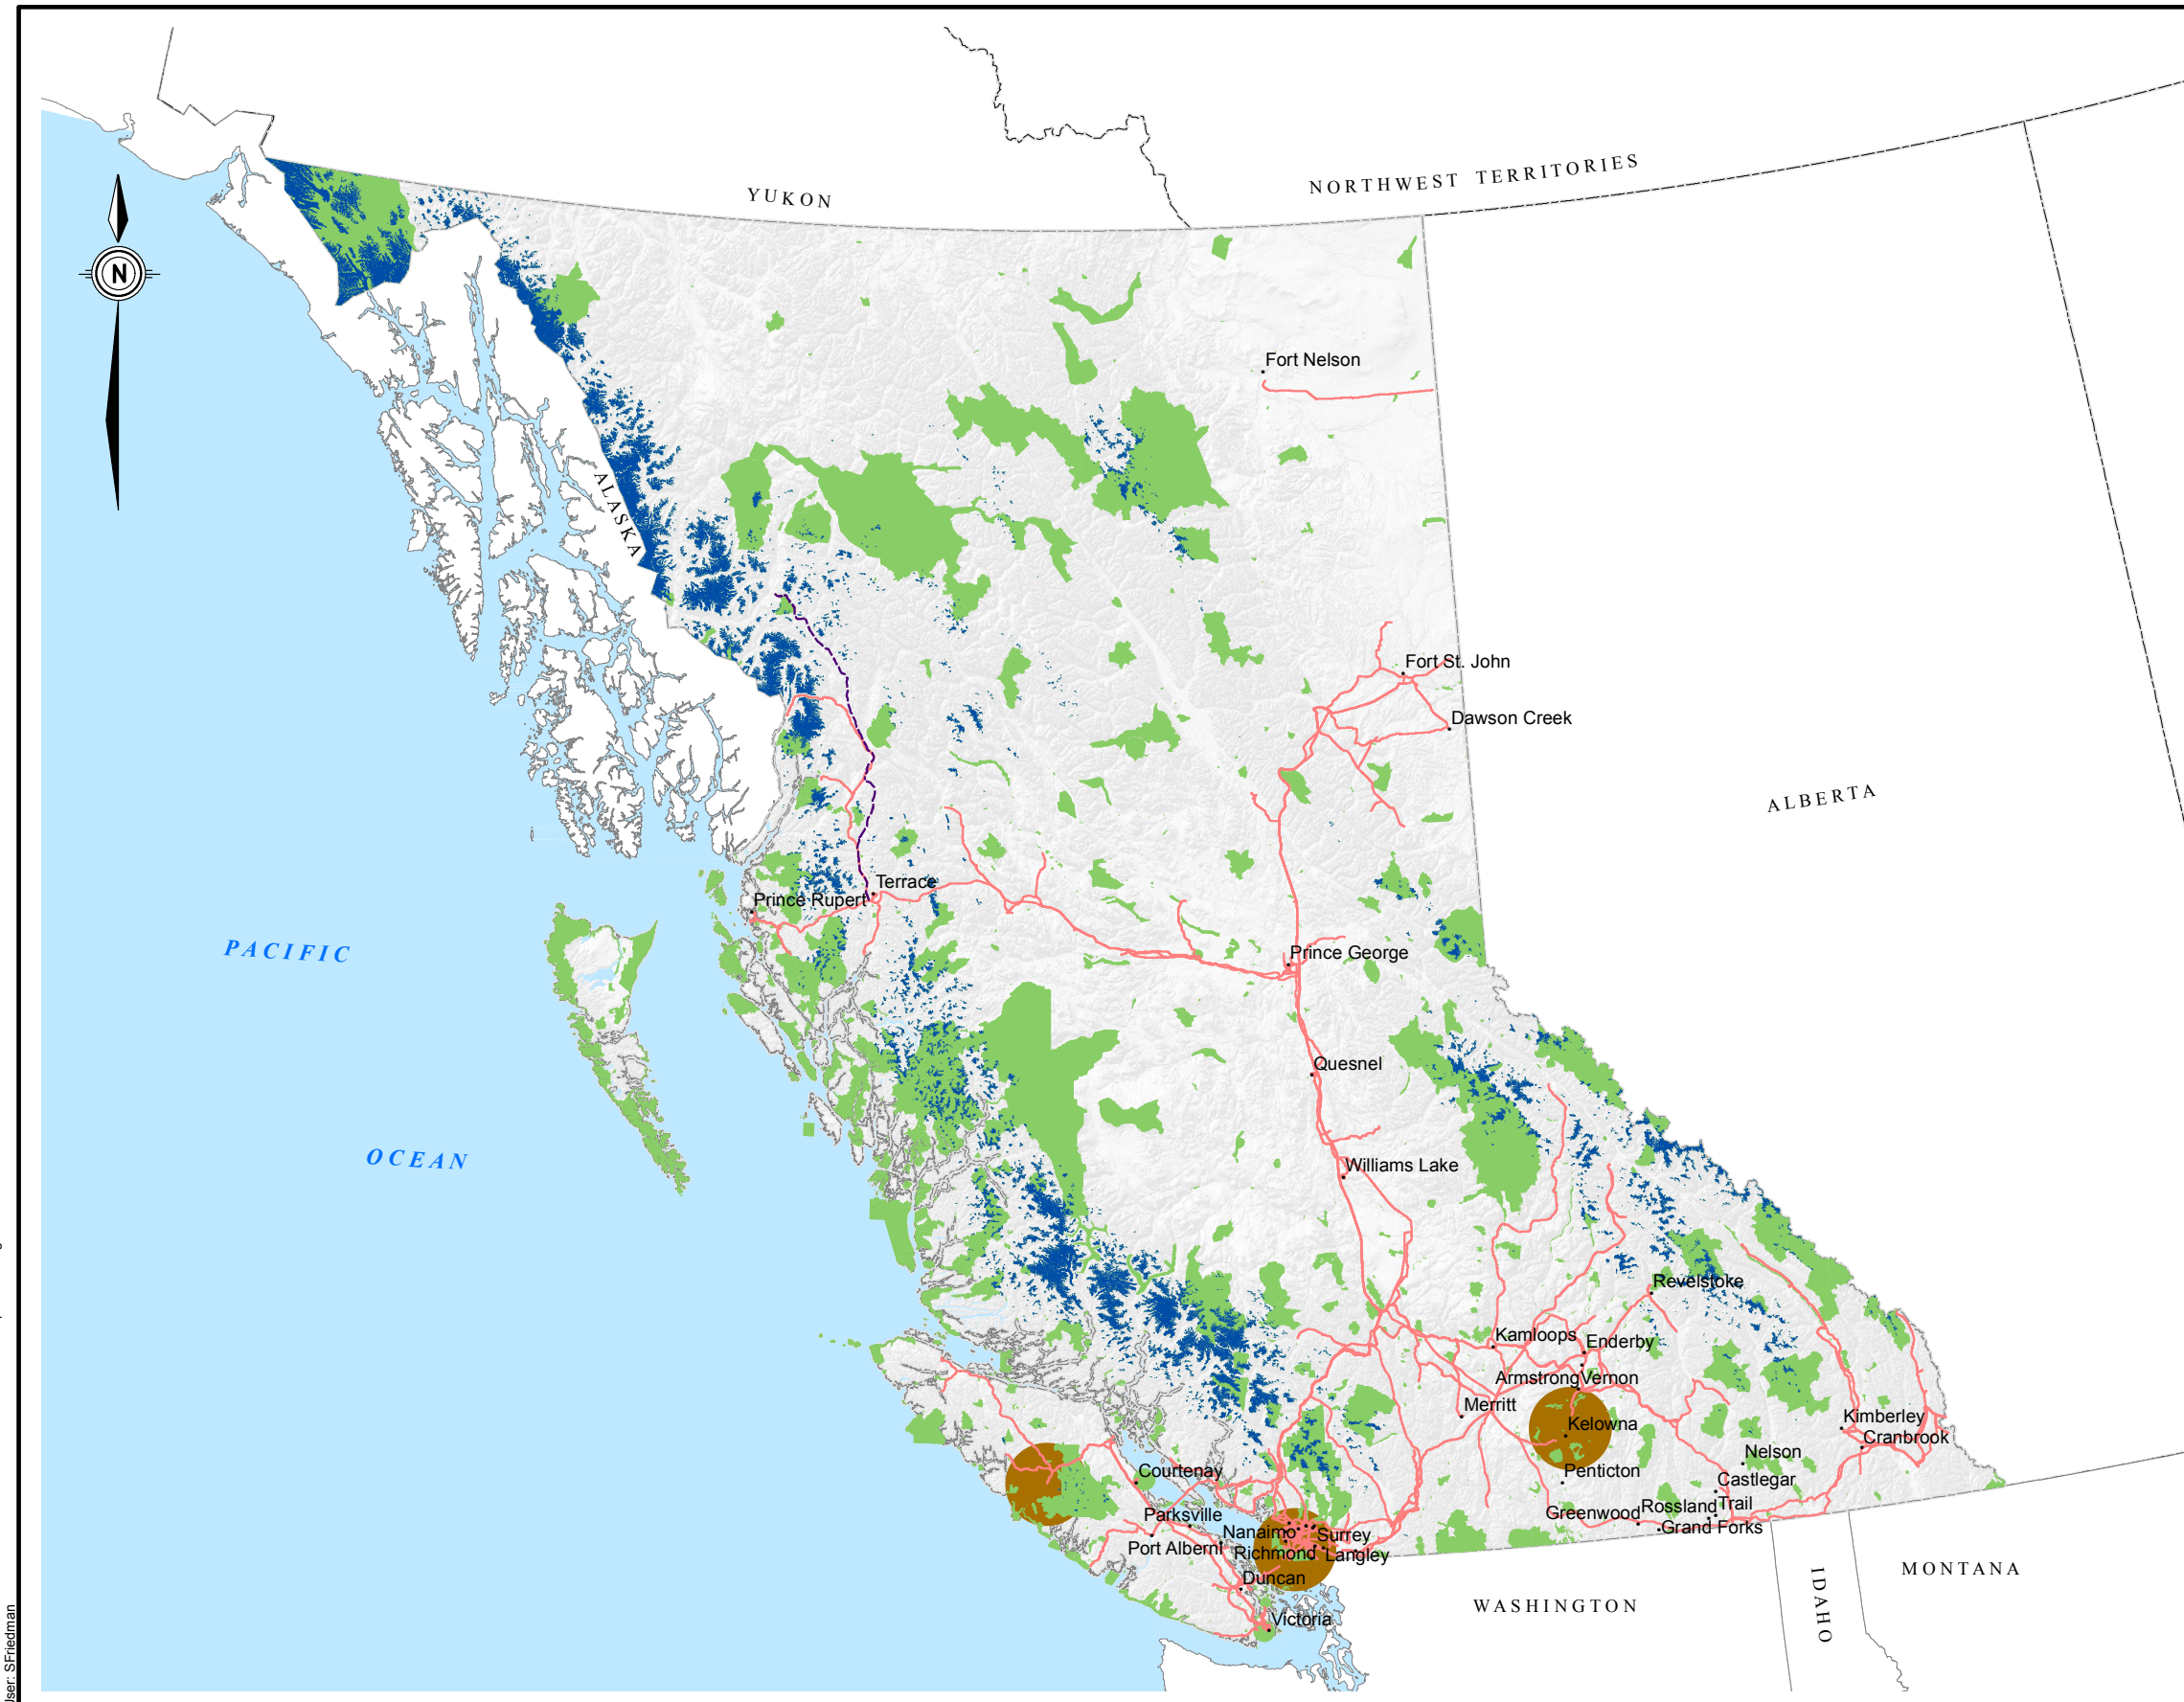 YUKON
NORTHWEST TERRITORIES
N
Fort Nelson
ALASKA
Fort St. John
Dawson Creek
ALBERTA
Terrace
Prince Rupert
PACIFIC
Prince George
Quesnel
OCEAN
Williams Lake
Revelstoke
Kamloops
Enderby
Armstrong
Vernon
Merritt
Kelowna
Kimberley
Cranbrook
Nelson
Courtenay
Penticton
Castlegar
Parksville
Greenwood
Rossland
Trail
Nanaimo
Surrey
Grand Forks
Port Alberni
Richmond
Langley
Duncan
MONTANA
IDAHO
WASHINGTON
Victoria
User: SFriedman